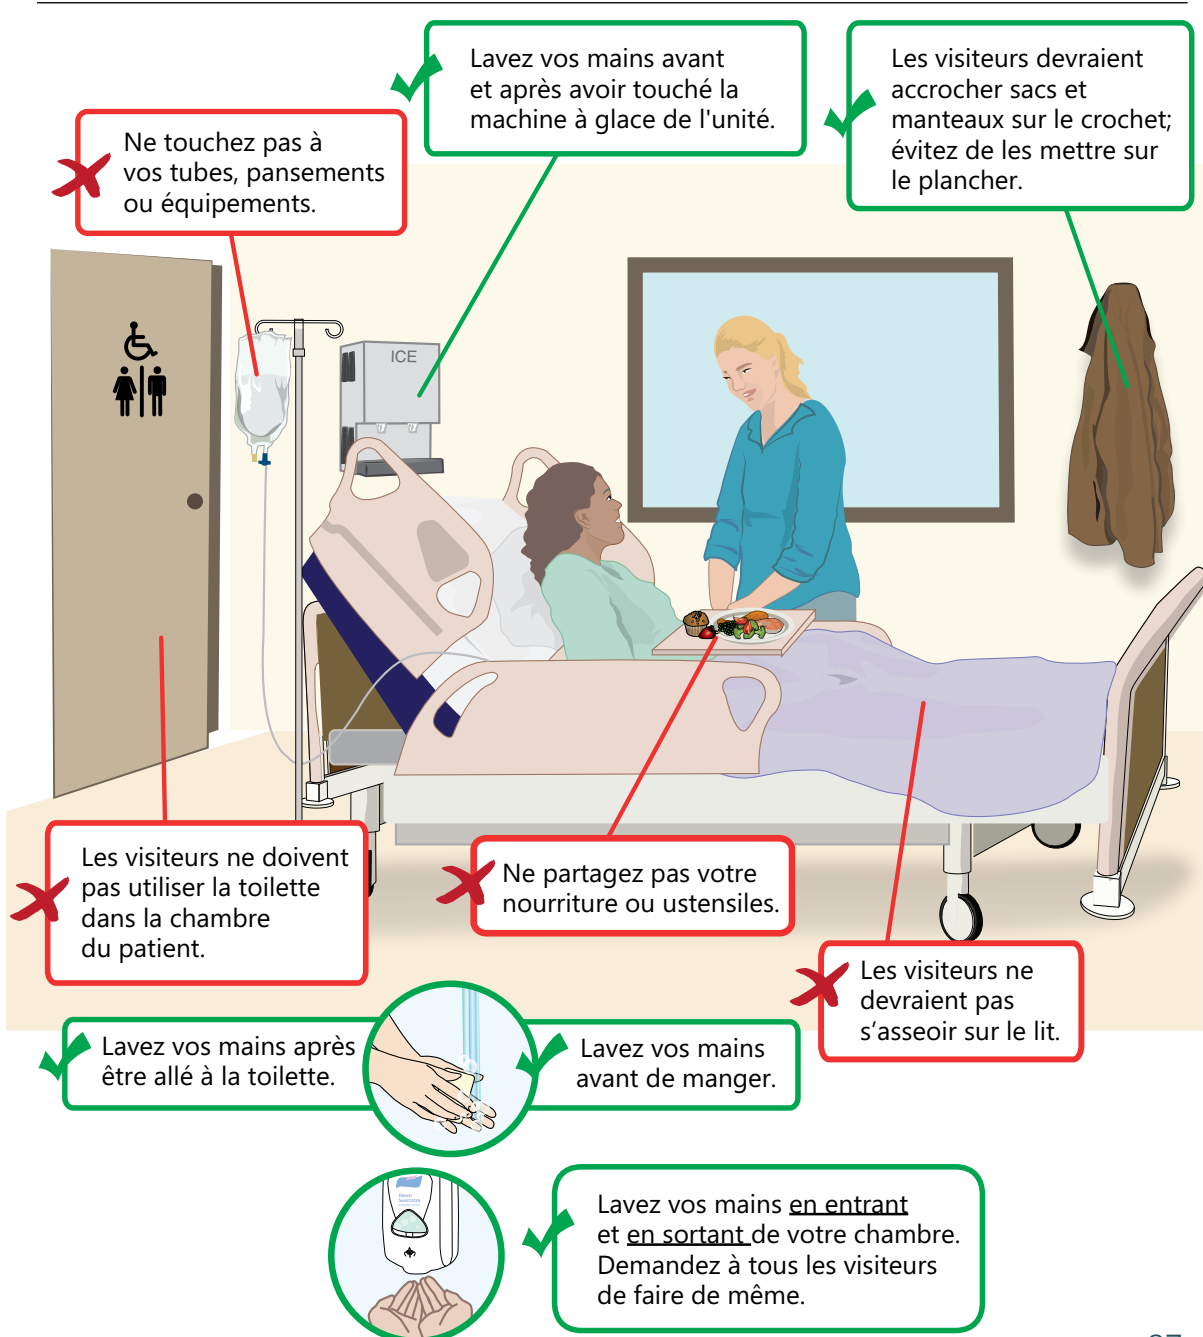 Lavez vos mains avant
et après avoir touché la
machine à glace de l'unité.
Les visiteurs devraient
accrocher sacs et
manteaux sur le crochet;
évitez de les mettre sur
le plancher.
Ne touchez pas à
vos tubes, pansements
ou équipements.
ICE
Les visiteurs ne doivent
pas utiliser la toilette
dans la chambre
du patient.
Ne partagez pas votre
nourriture ou ustensiles.
Les visiteurs ne
devraient pas
s’asseoir sur le lit.
Lavez vos mains après
être allé à la toilette.
Lavez vos mains
avant de manger.
Lavez vos mains en entrant
et en sortant de votre chambre.
Demandez à tous les visiteurs
de faire de même.